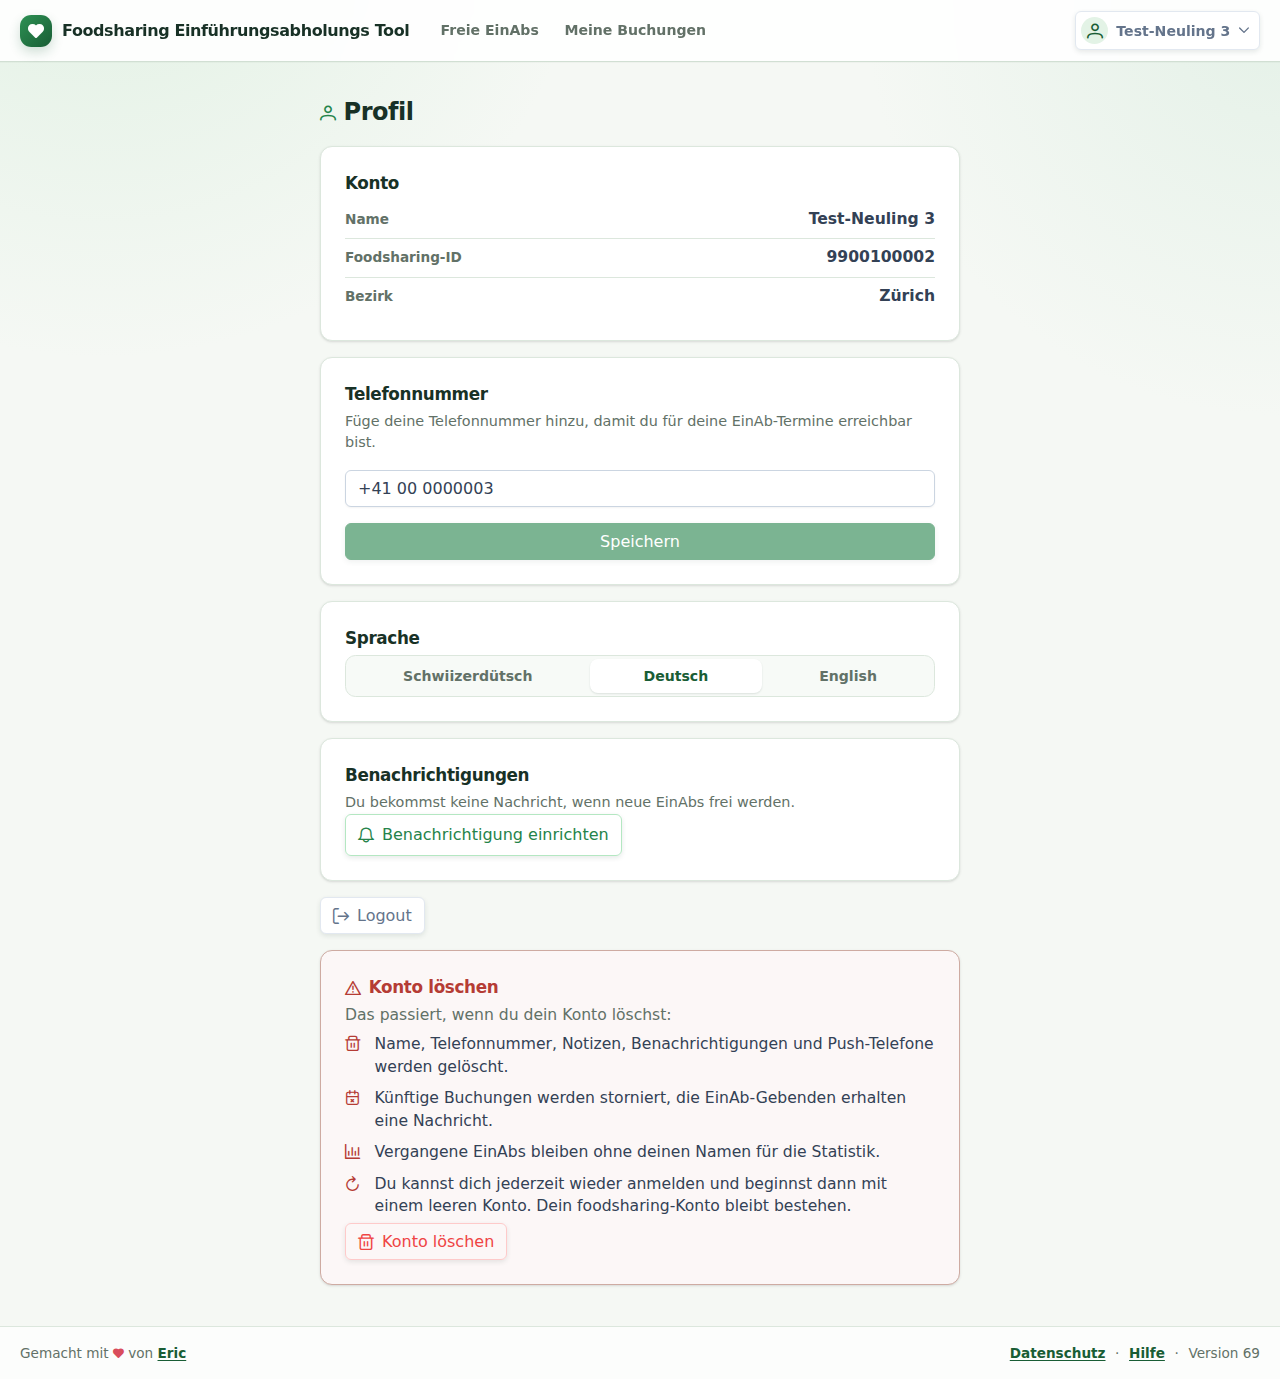 Foodsharing Einführungsabholungs Tool
Freie EinAbs
Meine Buchungen
Test-Neuling 3
Profil
Konto
Name
Test-Neuling 3
Foodsharing-ID
9900100002
Bezirk
Zürich
Telefonnummer
Füge deine Telefonnummer hinzu, damit du für deine EinAb-Termine erreichbar
bist.
+41 00 0000003
Speichern
Sprache
Schwiizerdütsch
Deutsch
English
Benachrichtigungen
Du bekommst keine Nachricht, wenn neue EinAbs frei werden.
Benachrichtigung einrichten
Logout
Konto löschen
Das passiert, wenn du dein Konto löschst:
Name, Telefonnummer, Notizen, Benachrichtigungen und Push-Telefone
werden gelöscht.
Künftige Buchungen werden storniert, die EinAb-Gebenden erhalten
eine Nachricht.
Vergangene EinAbs bleiben ohne deinen Namen für die Statistik.
Du kannst dich jederzeit wieder anmelden und beginnst dann mit
einem leeren Konto. Dein foodsharing-Konto bleibt bestehen.
Konto löschen
Gemacht mit ♥ von Eric
Datenschutz · Hilfe · Version 69